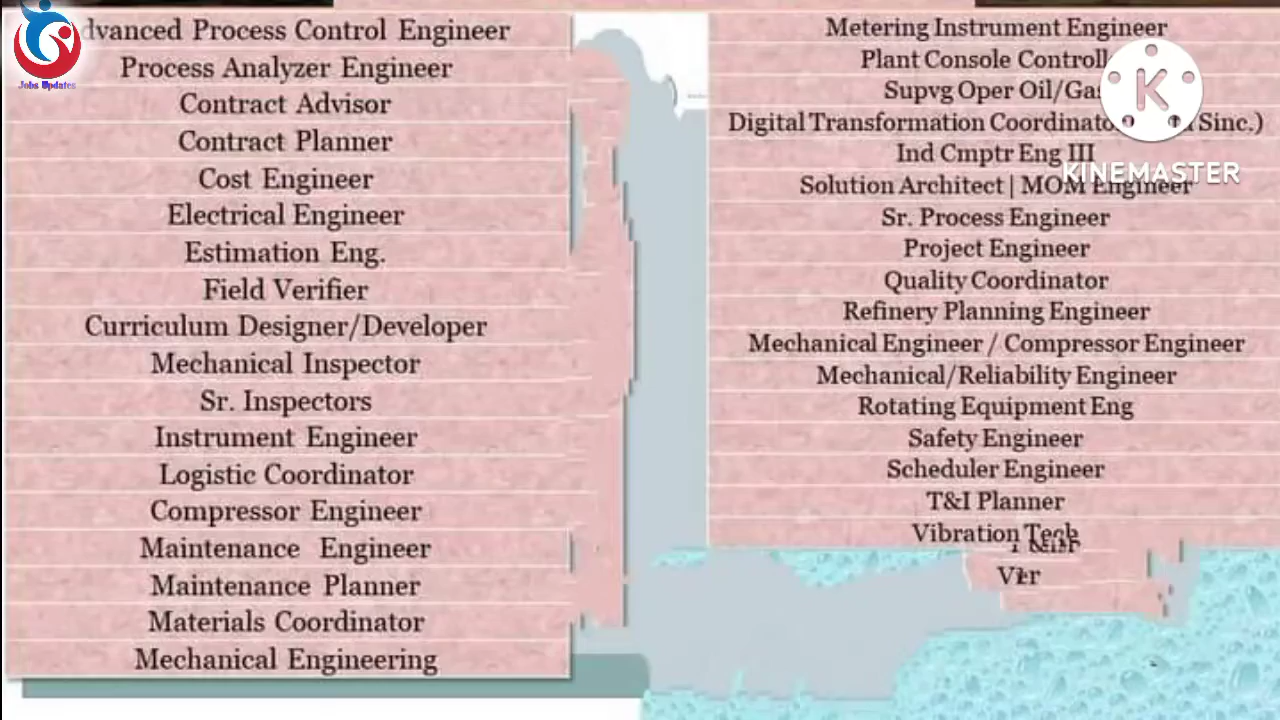 dvanced Process Control Engineer
Process Analyzer Engineer
Contract Advisor
Contract Planner
Cost Engineer
Electrical Engineer
Estimation Eng.
Field Verifier
Curriculum Designer/Developer
Mechanical Inspector
Sr. Inspectors
Instrument Engineer
Logistic Coordinator
Compressor Engineer
Maintenance Engineer
Maintenance Planner
Materials Coordinator
Mechanical Engineering
Metering Instrument Engineer
Plant Console Controll
Supvg Oper Oil/Gas
Digital Transformation Coordinato Sinc.)
Ind Cmptr Eng III
Solution Architect | MOM Engineer
Sr. Process Engineer
Project Engineer
Quality Coordinator
Refinery Planning Engineer
Mechanical Engineer / Compressor Engineer
Mechanical/Reliability Engineer
Rotating Equipment Eng
Safety Engineer
Scheduler Engineer
T&I Planner
Vibration Tech
Jobs Updates
K
KINEMASTER